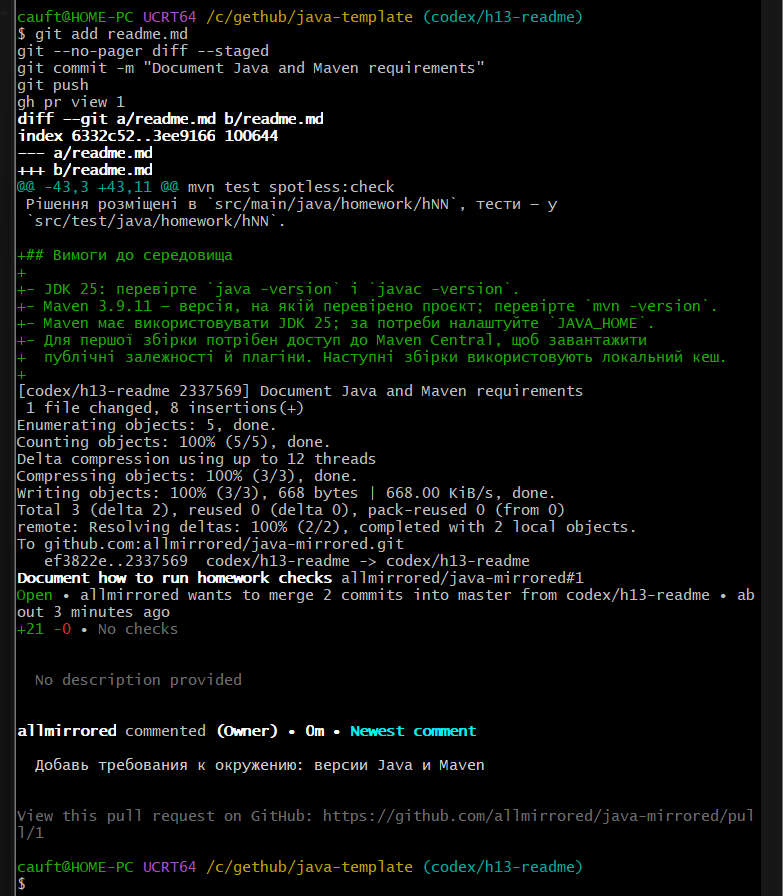 cauft@HOME-PC UCRT64 /c/gethub/java-template (codex/h13-readme)
$ git add readme.md
git --no-pager diff --staged
git commit -m "Document Java and Maven requirements"
git push
gh pr view 1
diff --git a/readme.md b/readme.md
index 6332c52..3ee9166 100644
--- a/readme.md
+++ b/readme.md
@@ -43,3 +43,11 @@ mvn test spotless:check
 Рішення розміщені в `src/main/java/homework/hNN`, тести — у
 `src/test/java/homework/hNN`.

+## Вимоги до середовища
+
+- JDK 25: перевірте `java -version` і `javac -version`.
+- Maven 3.9.11 — версія, на якій перевірено проєкт; перевірте `mvn -version`.
+- Maven має використовувати JDK 25; за потреби налаштуйте `JAVA_HOME`.
+- Для першої збірки потрібен доступ до Maven Central, щоб завантажити
+  публічні залежності й плагіни. Наступні збірки використовують локальний кеш.
+
[codex/h13-readme 2337569] Document Java and Maven requirements
 1 file changed, 8 insertions(+)
Enumerating objects: 5, done.
Counting objects: 100% (5/5), done.
Delta compression using up to 12 threads
Compressing objects: 100% (3/3), done.
Writing objects: 100% (3/3), 668 bytes | 668.00 KiB/s, done.
Total 3 (delta 2), reused 0 (delta 0), pack-reused 0 (from 0)
remote: Resolving deltas: 100% (2/2), completed with 2 local objects.
To github.com:allmirrored/java-mirrored.git
   ef3822e..2337569  codex/h13-readme -> codex/h13-readme
Document how to run homework checks allmirrored/java-mirrored#1
Open • allmirrored wants to merge 2 commits into master from codex/h13-readme • ab
out 3 minutes ago
+21 -0 • No checks

  No description provided

allmirrored commented (Owner) • 0m • Newest comment

  Добавь требования к окружению: версии Java и Maven

View this pull request on GitHub: https://github.com/allmirrored/java-mirrored/pul
l/1

cauft@HOME-PC UCRT64 /c/gethub/java-template (codex/h13-readme)
$